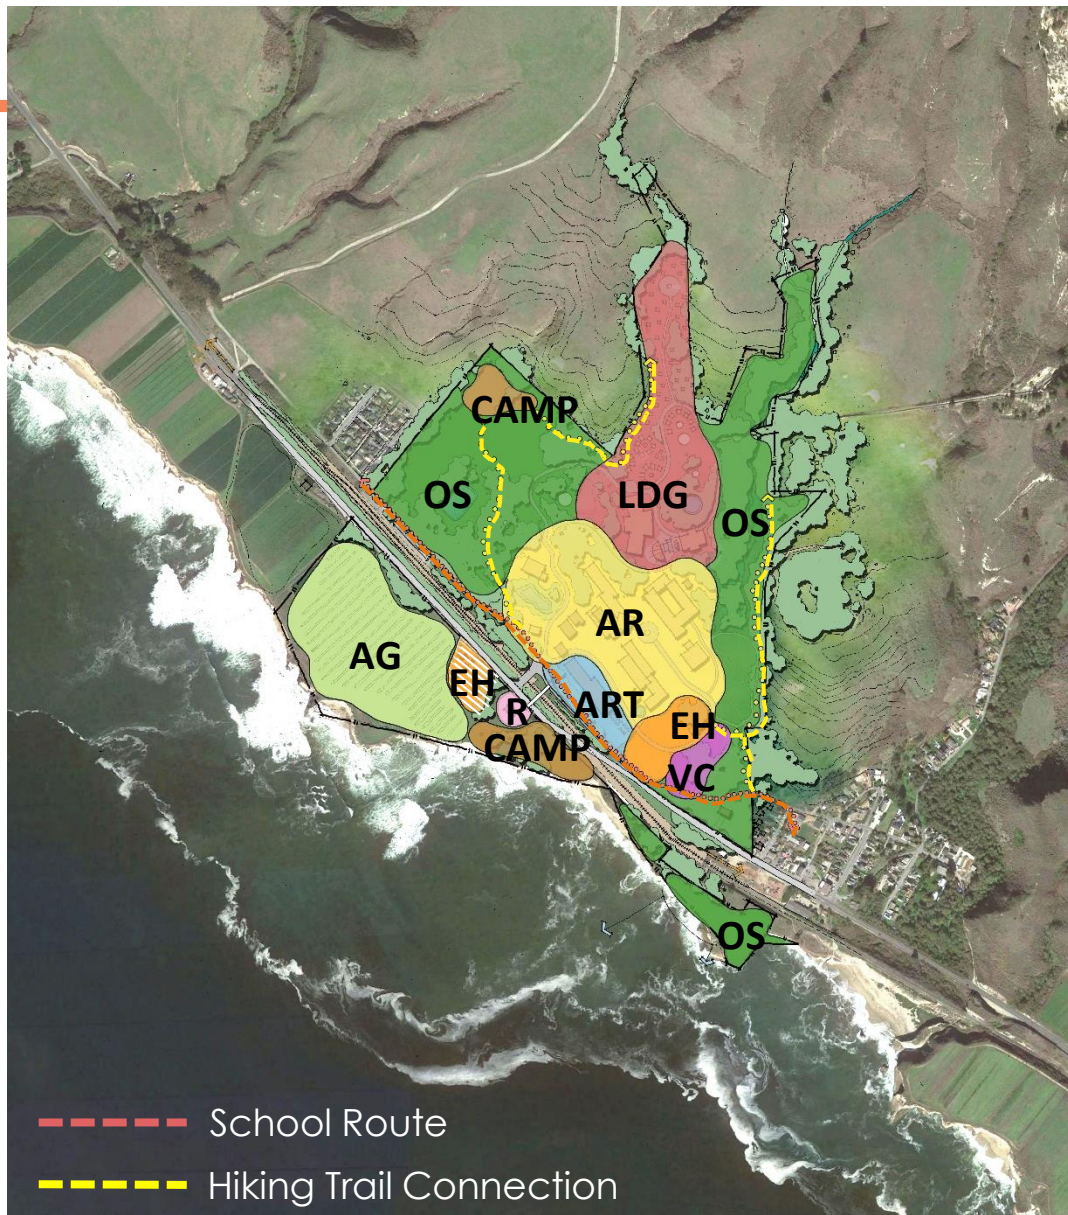 CAMP
OS
LDG
OS
AR
AG
EH
R
ART
EH
CAMP
VC
OS
School Route
Hiking Trail Connection